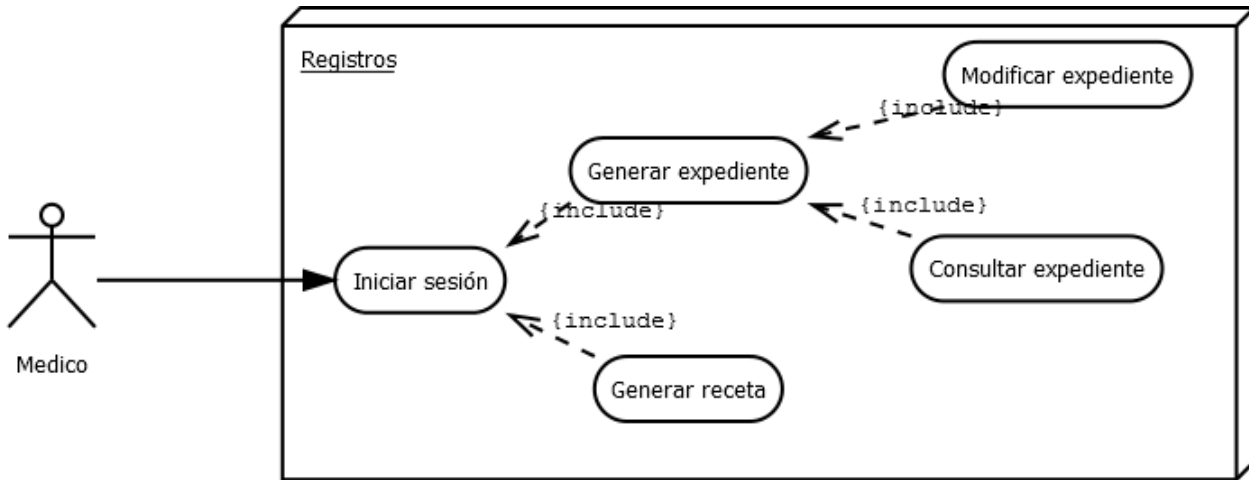 Registros
Modificar expediente
{include}
Generar expediente
{include}
{include}
Consultar expediente
Iniciar sesión
{include}
Medico
Generar receta